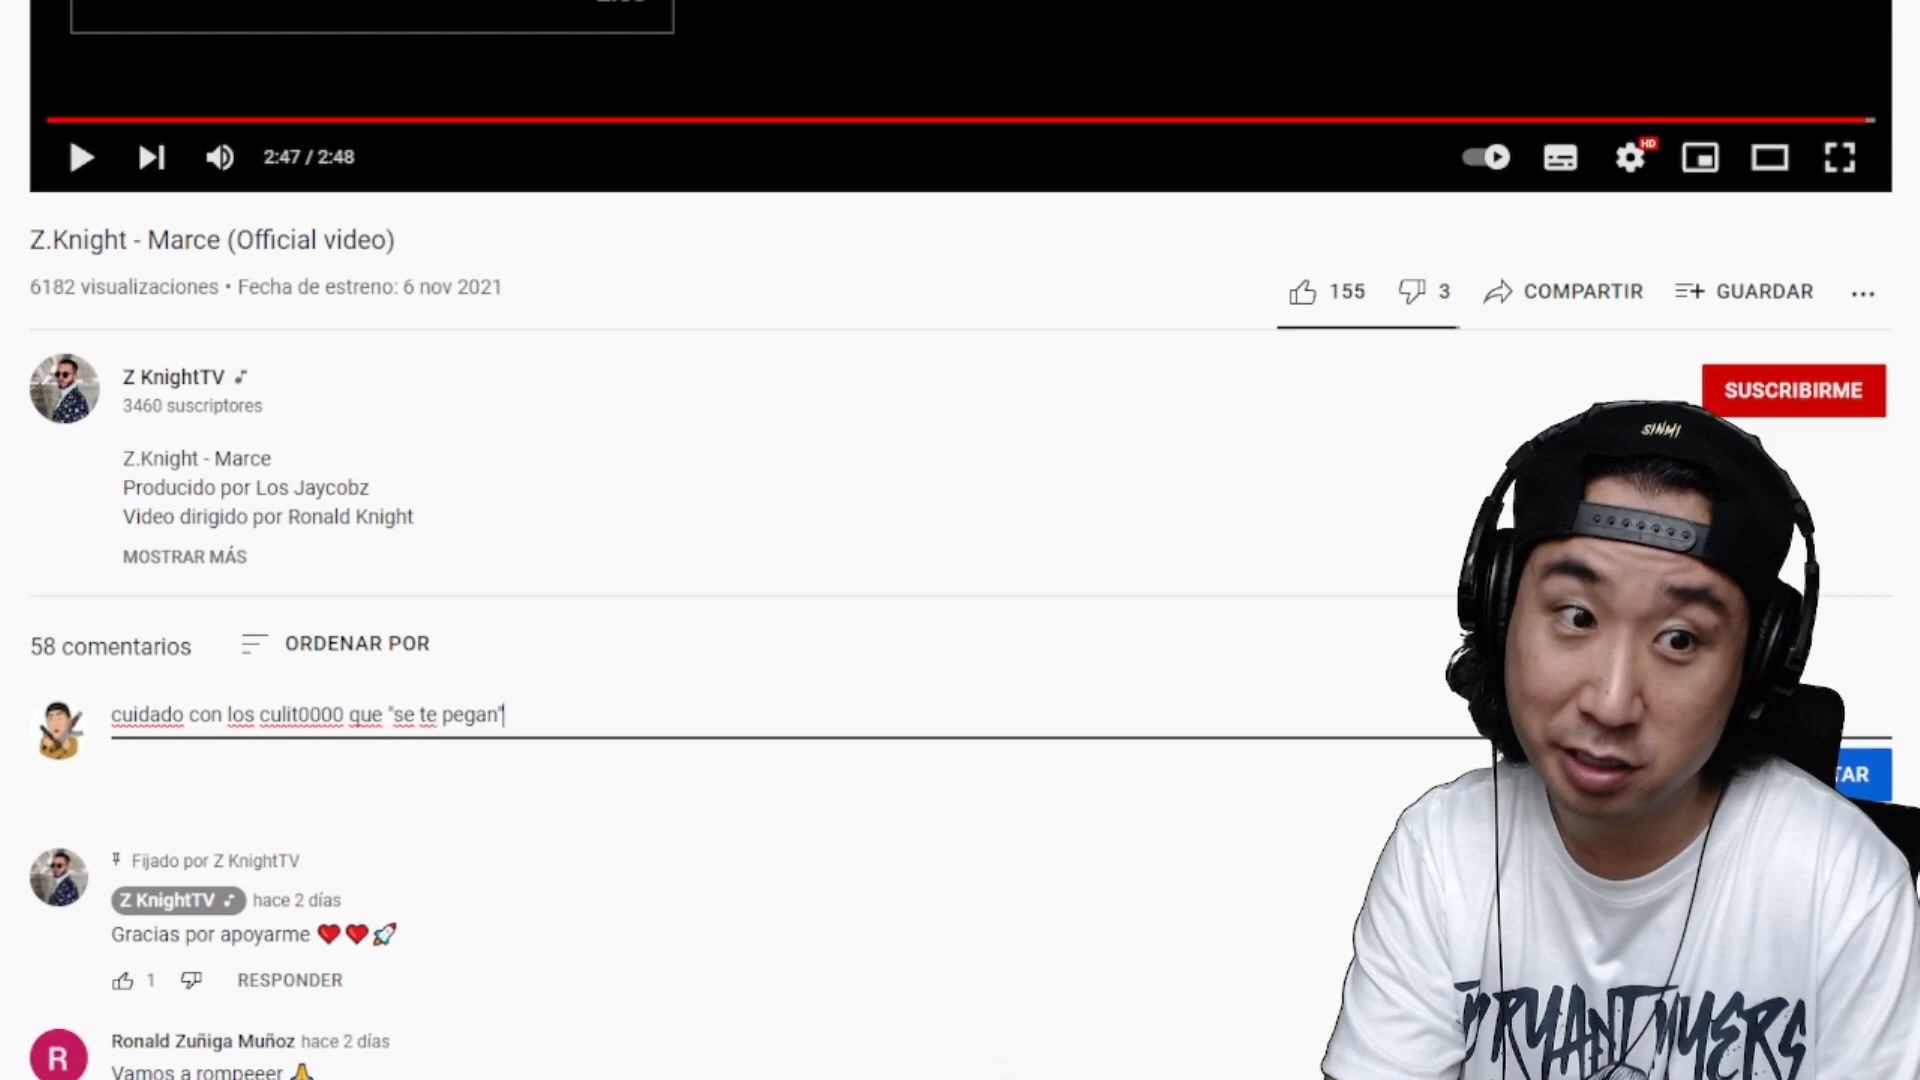 2:47 / 2:48
HD
Z.Knight - Marce (Official video)
6182 visualizaciones • Fecha de estreno: 6 nov 2021
155
3
COMPARTIR
GUARDAR
Z KnightTV
3460 suscriptores
SUSCRIBIRME
SINMI
Z.Knight - Marce
Producido por Los Jaycobz
Video dirigido por Ronald Knight
MOSTRAR MÁS
58 comentarios
ORDENAR POR
cuidado con los culit0000 que "se te pegan"
TAR
Fijado por Z KnightTV
Z KnightTV hace 2 días
Gracias por apoyarme ❤️❤️🚀
1
RESPONDER
R
Ronald Zuñiga Muñoz hace 2 días
Vamos a rompeeer 🙏